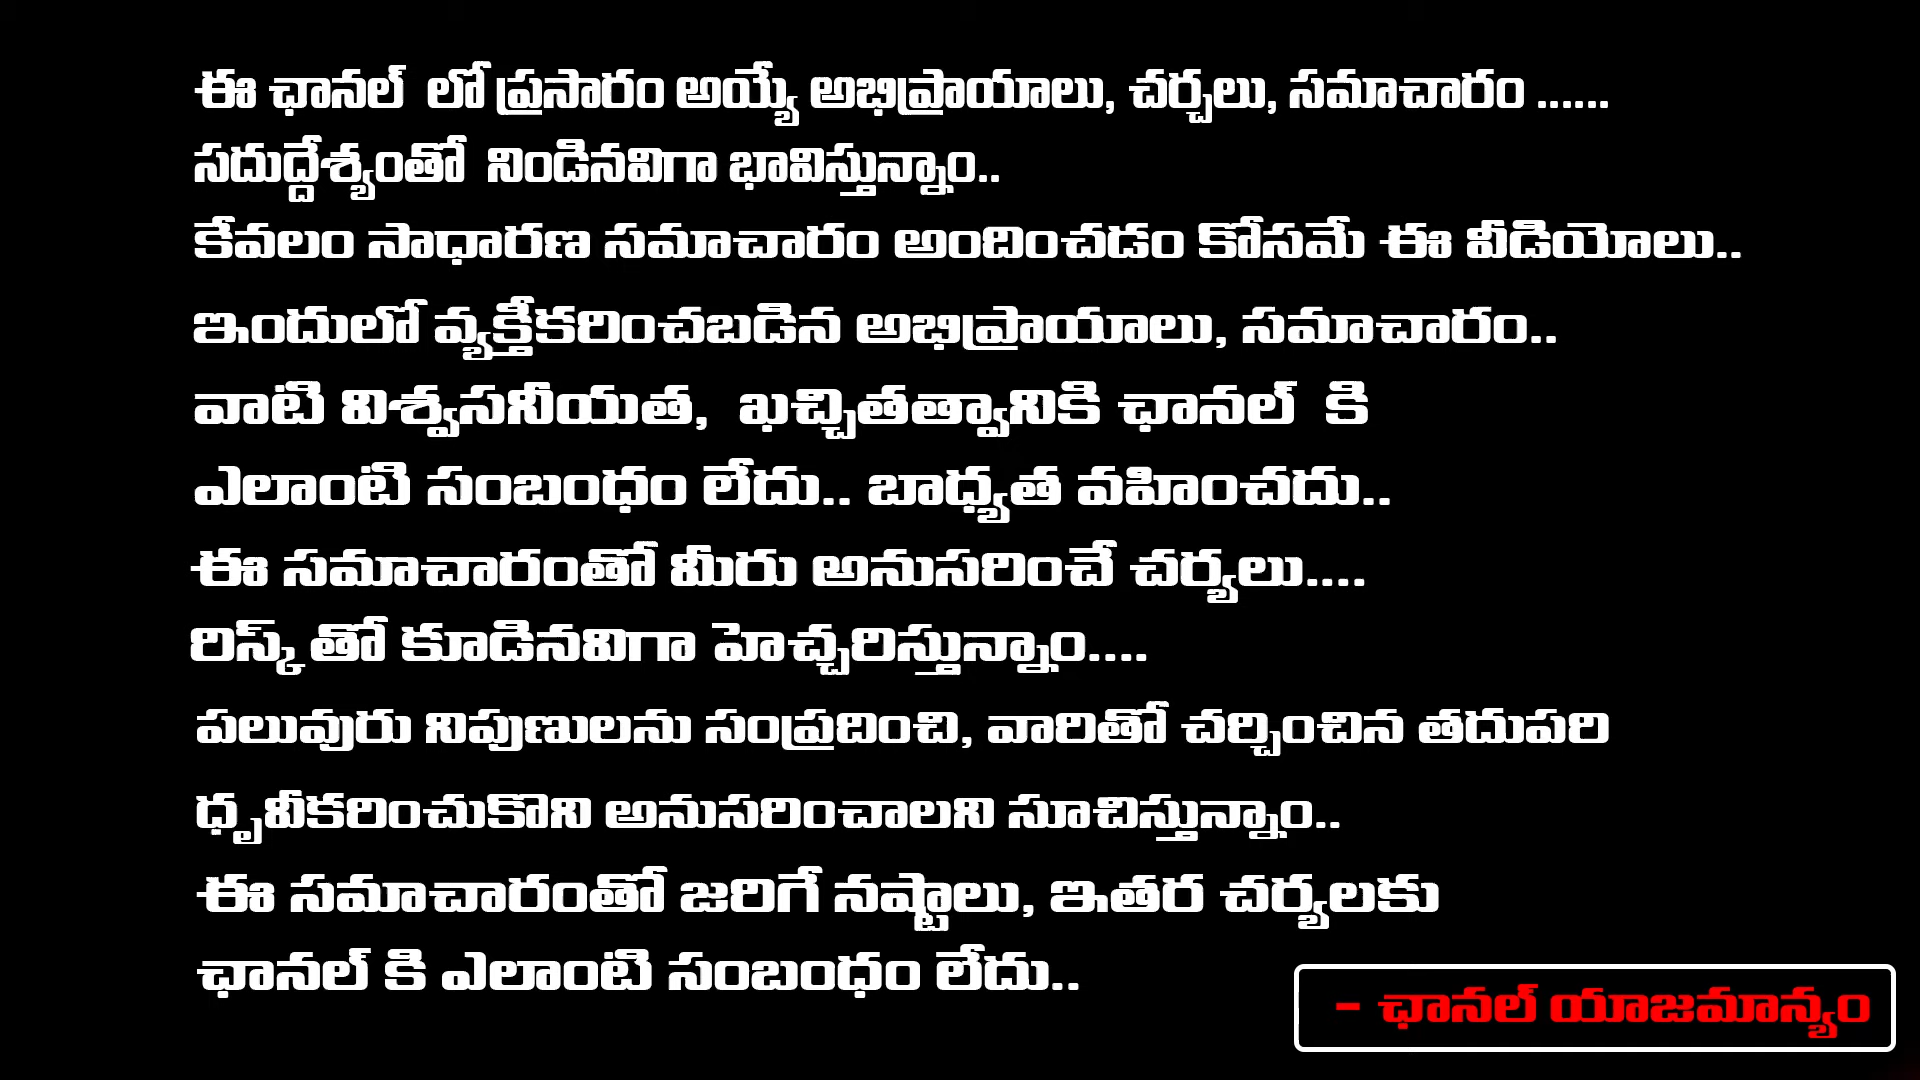 ఈ ఛానల్ లో ప్రసారం అయ్యే అభిప్రాయాలు, చర్చలు, సమాచారం ......
సదుద్దేశ్యంతో నిండినవిగా భావిస్తున్నాం..
కేవలం సాధారణ సమాచారం అందించడం కోసమే ఈ వీడియోలు..
ఇందులో వ్యక్తీకరించబడిన అభిప్రాయాలు, సమాచారం..
వాటి విశ్వసనీయత, ఖచ్చితత్వానికి ఛానల్ కి
ఎలాంటి సంబంధం లేదు.. బాధ్యత వహించదు..
ఈ సమాచారంతో మీరు అనుసరించే చర్యలు....
రిస్క్ తో కూడినవిగా హెచ్చరిస్తున్నాం....
పలువురు నిపుణులను సంప్రదించి, వారితో చర్చించిన తదుపరి
ధృవీకరించుకొని అనుసరించాలని సూచిస్తున్నాం..
ఈ సమాచారంతో జరిగే నష్టాలు, ఇతర చర్యలకు
ఛానల్ కి ఎలాంటి సంబంధం లేదు..
- ఛానల్ యాజమాన్యం